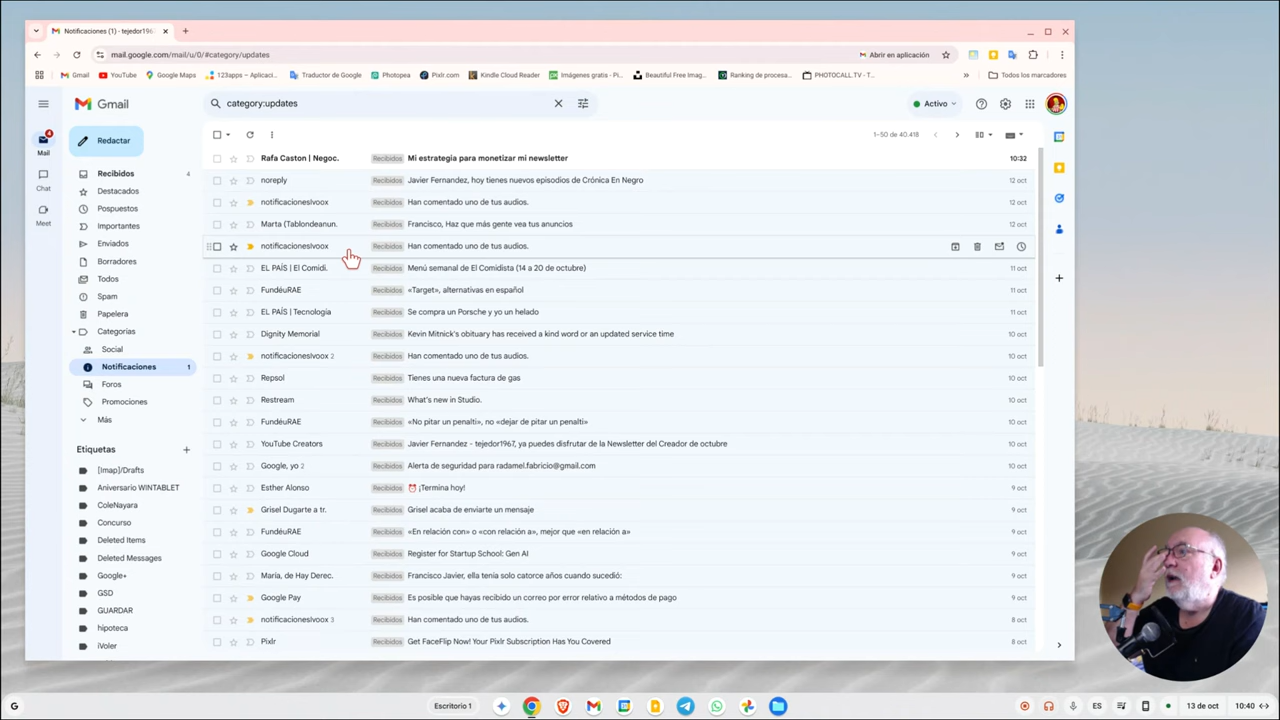 Notificaciones (1) - tejedor196
mail.google.com/mail/u/0/#category/updates
Abrir en aplicación
Gmail
YouTube
Google Maps
123apps – Aplicaci...
Traductor de Google
Photopea
Pixlr.com
Kindle Cloud Reader
Imágenes gratis - Pi...
Beautiful Free Imag...
Ranking de procesa...
PHOTOCALL.TV - T...
»
Todos los marcadores
Gmail
category:updates
Activo
4
Mail
Chat
Meet
Redactar
Recibidos 4
Destacados
Pospuestos
Importantes
Enviados
Borradores
Todos
Spam
Papelera
Categorías
Social
Notificaciones 1
Foros
Promociones
Más
Etiquetas
[Imap]/Drafts
Aniversario WINTABLET
ColeNayara
Concurso
Deleted Items
Deleted Messages
Google+
GSD
GUARDAR
hipoteca
iVoler
1–50 de 40.418
Rafa Caston | Negoc. Recibidos Mi estrategia para monetizar mi newsletter 10:32
noreply Recibidos Javier Fernandez, hoy tienes nuevos episodios de Crónica En Negro 12 oct
notificacionesIvoox Recibidos Han comentado uno de tus audios. 12 oct
Marta (Tablondeanun. Recibidos Francisco, Haz que más gente vea tus anuncios 12 oct
notificacionesIvoox Recibidos Han comentado uno de tus audios.
EL PAÍS | El Comidi. Recibidos Menú semanal de El Comidista (14 a 20 de octubre) 11 oct
FundéuRAE Recibidos «Target», alternativas en español 11 oct
EL PAÍS | Tecnología Recibidos Se compra un Porsche y yo un helado 11 oct
Dignity Memorial Recibidos Kevin Mitnick's obituary has received a kind word or an updated service time 10 oct
notificacionesIvoox 2 Recibidos Han comentado uno de tus audios. 10 oct
Repsol Recibidos Tienes una nueva factura de gas 10 oct
Restream Recibidos What's new in Studio. 10 oct
FundéuRAE Recibidos «No pitar un penalti», no «dejar de pitar un penalti» 10 oct
YouTube Creators Recibidos Javier Fernandez - tejedor1967, ya puedes disfrutar de la Newsletter del Creador de octubre 10 oct
Google, yo 2 Recibidos Alerta de seguridad para radamel.fabricio@gmail.com 10 oct
Esther Alonso Recibidos ⏰ ¡Termina hoy! 9 oct
Grisel Dugarte a tr. Recibidos Grisel acaba de enviarte un mensaje 9 oct
FundéuRAE Recibidos «En relación con» o «con relación a», mejor que «en relación a» 9 oct
Google Cloud Recibidos Register for Startup School: Gen AI 9 oct
María, de Hay Derec. Recibidos Francisco Javier, ella tenía solo catorce años cuando sucedió: 9 oct
Google Pay Recibidos Es posible que hayas recibido un correo por error relativo a métodos de pago 9 oct
notificacionesIvoox 3 Recibidos Han comentado uno de tus audios. 8 oct
Pixlr Recibidos Get FaceFlip Now! Your Pixlr Subscription Has You Covered 8 oct
G
Escritorio 1
ES
13 de oct
10:40